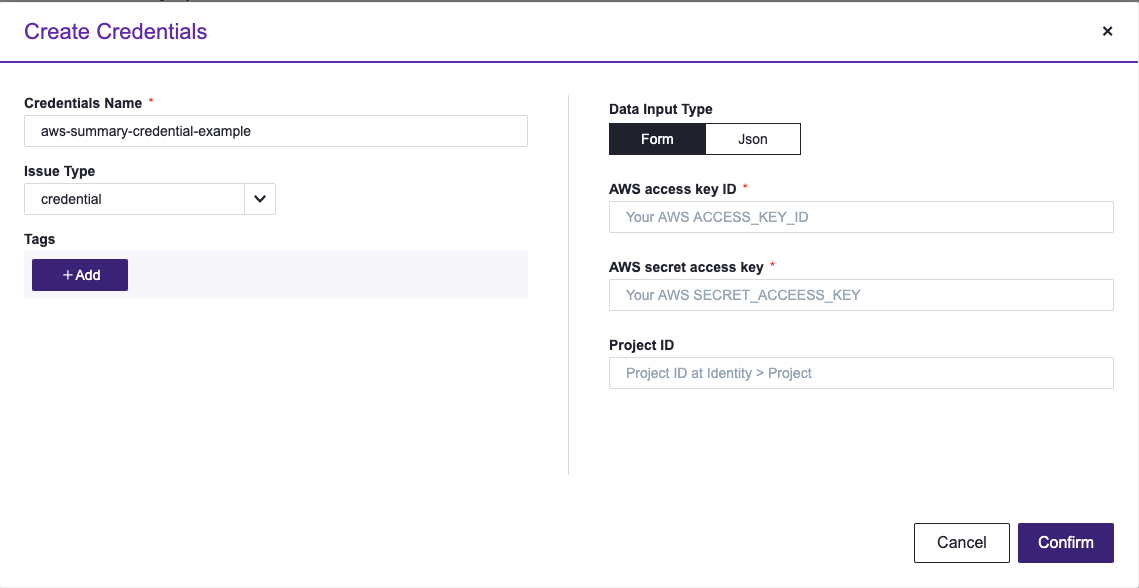 Create Credentials
×
Credentials Name *
aws-summary-credential-example
Issue Type
credential
Tags
+ Add
Data Input Type
Form Json
AWS access key ID *
Your AWS ACCESS_KEY_ID
AWS secret access key *
Your AWS SECRET_ACCEESS_KEY
Project ID
Project ID at Identity > Project
Cancel Confirm